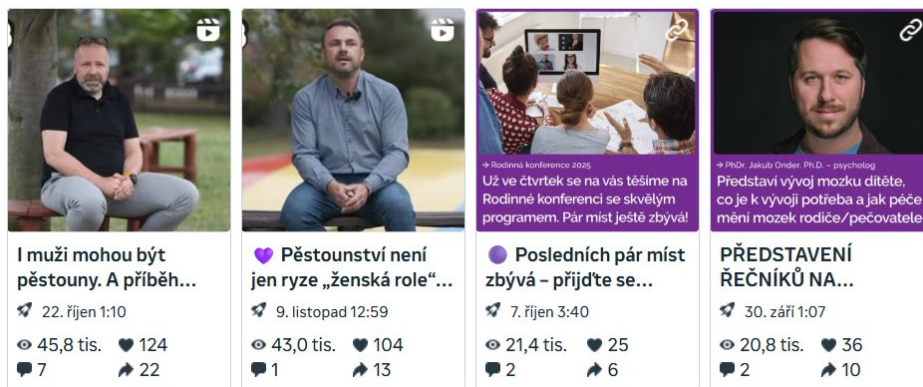 → Rodinná konference 2025
Už ve čtvrtek se na vás těšíme na
Rodinné konferenci se skvělým
programem. Pár míst ještě zbývá!
→ PhDr. Jakub Onder, Ph.D. – psycholog
Představí vývoj mozku dítěte,
co je k vývoji potřeba a jak péče
mění mozek rodiče/pečovatele
I muži mohou být
pěstouny. A příběh...
22. říjen 1:10
45,8 tis. 124
7 22
💜 Pěstounství není
jen ryze „ženská role“...
9. listopad 12:59
43,0 tis. 104
1 13
🟣 Posledních pár míst
zbývá – přijďte se...
7. říjen 3:40
21,4 tis. 25
2 6
PŘEDSTAVENÍ
ŘEČNÍKŮ NA...
30. září 1:07
20,8 tis. 36
2 10